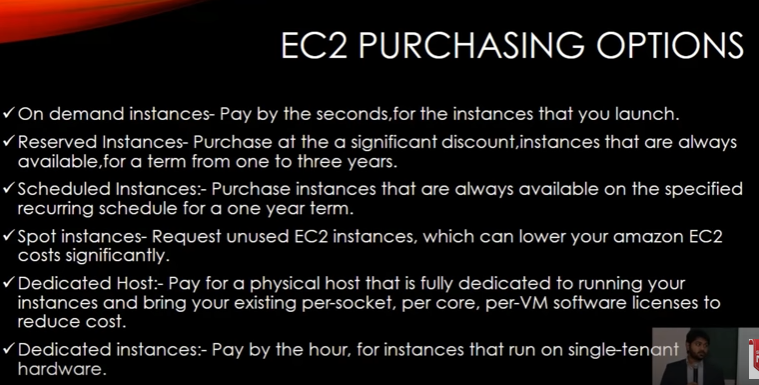 EC2 PURCHASING OPTIONS
✓On demand instances- Pay by the seconds,for the instances that you launch.
✓Reserved Instances- Purchase at the a significant discount,instances that are always
available,for a term from one to three years.
✓Scheduled Instances:- Purchase instances that are always available on the specified
recurring schedule for a one year term.
✓Spot instances- Request unused EC2 instances, which can lower your amazon EC2
costs significantly.
✓Dedicated Host:- Pay for a physical host that is fully dedicated to running your
instances and bring your existing per-socket, per core, per-VM software licenses to
reduce cost.
✓Dedicated instances:- Pay by the hour, for instances that run on single-tenant
hardware.